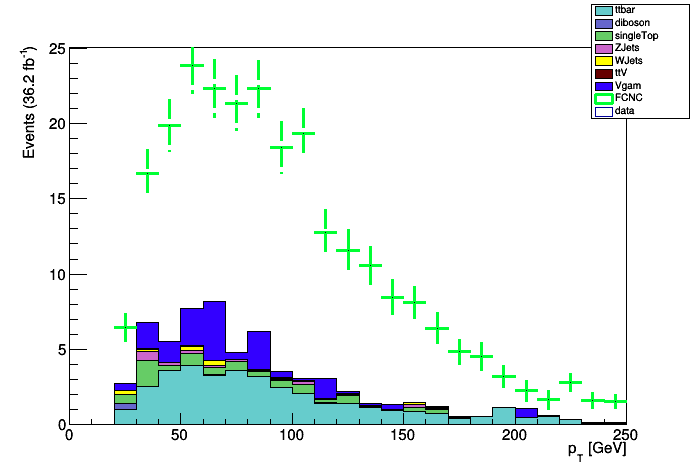 Events (36.2 fb⁻¹)
25
20
15
10
5
0
0 50 100 150 200 250
p_T [GeV]
ttbar
diboson
singleTop
ZJets
WJets
ttV
Vgam
FCNC
data